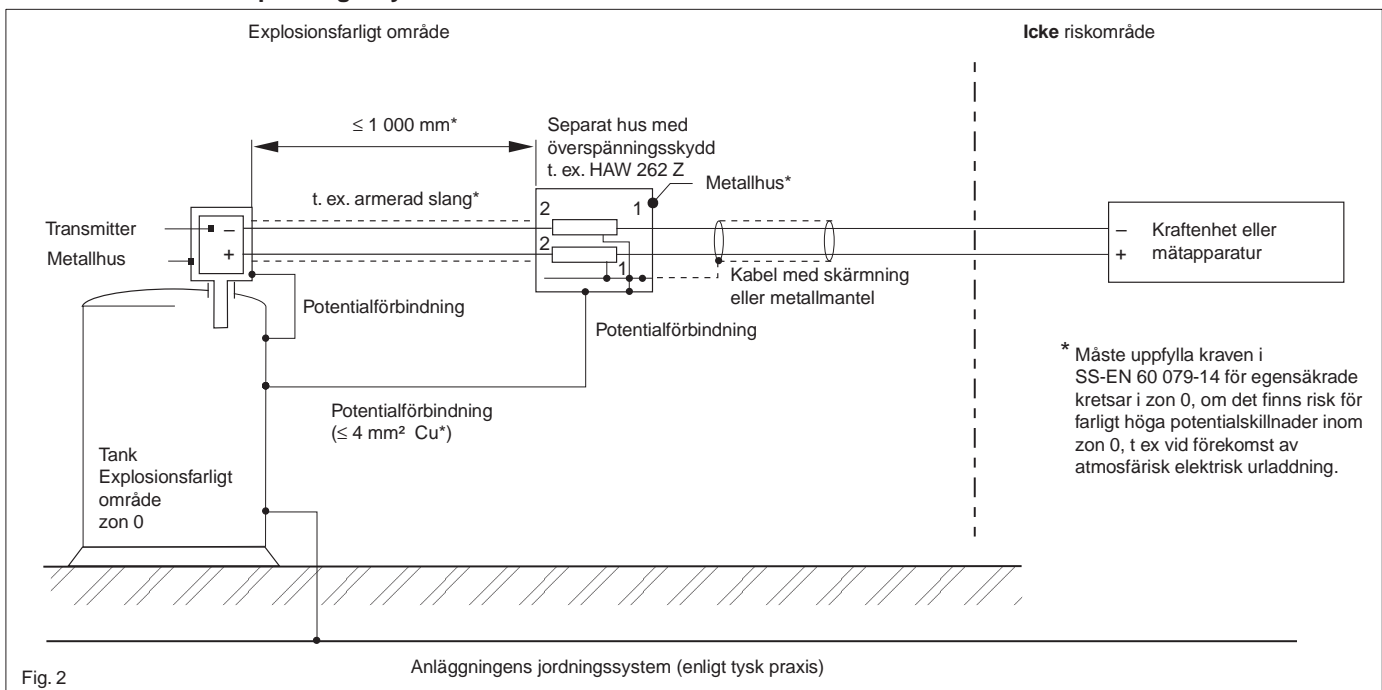 Explosionsfarligt område
Icke riskområde
≤ 1 000 mm*
Separat hus med
överspänningsskydd
t. ex. HAW 262 Z
Metallhus*
t. ex. armerad slang*
2
1
2
1
Transmitter
Metallhus
–
+
–
+
Kraftenhet eller
mätapparatur
Kabel med skärmning
eller metallmantel
Potentialförbindning
Potentialförbindning
Potentialförbindning
(≤ 4 mm² Cu*)
* Måste uppfylla kraven i
SS-EN 60 079-14 för egensäkrade
kretsar i zon 0, om det finns risk för
farligt höga potentialskillnader inom
zon 0, t ex vid förekomst av
atmosfärisk elektrisk urladdning.
Tank
Explosionsfarligt
område
zon 0
Anläggningens jordningssystem (enligt tysk praxis)
Fig. 2